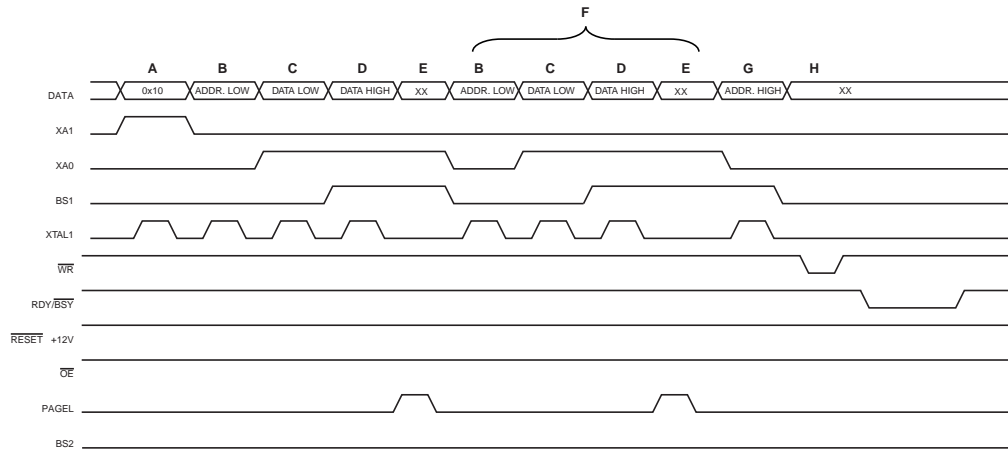 F
A B C D E B C D E G H
DATA 0x10 ADDR. LOW DATA LOW DATA HIGH XX ADDR. LOW DATA LOW DATA HIGH XX ADDR. HIGH XX
XA1
XA0
BS1
XTAL1
WR
RDY/BSY
RESET +12V
OE
PAGEL
BS2